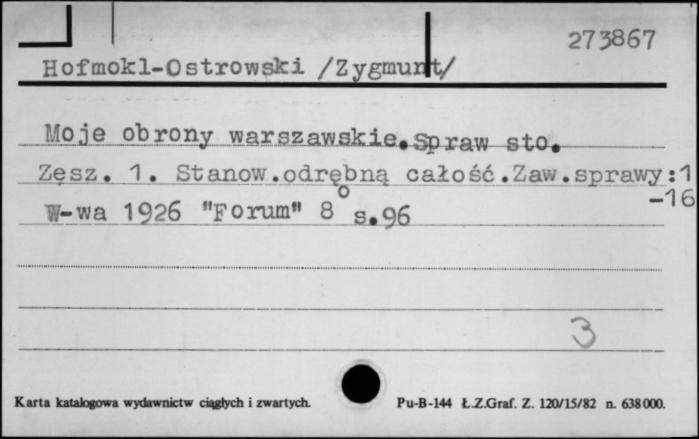 273867
Hofmokl-Ostrowski /Zygmunt/
Moje obrony warszawskie.Spraw sto.
Zesz. 1. Stanow.odrębną całość.Zaw.sprawy:1
-16
W-wa 1926 "Forum" 8° s.96
3
Karta katalogowa wydawnictw ciągłych i zwartych. Pu-B-144 Ł.Z.Graf. Z. 120/15/82 n. 638000.